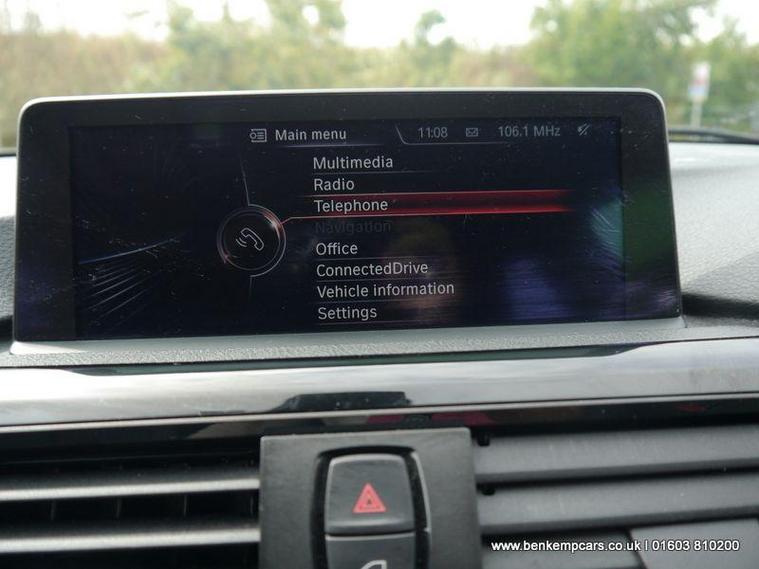 Main menu 11:08 106.1 MHz
Multimedia
Radio
Telephone
Navigation
Office
ConnectedDrive
Vehicle information
Settings
www.benkempcars.co.uk | 01603 810200